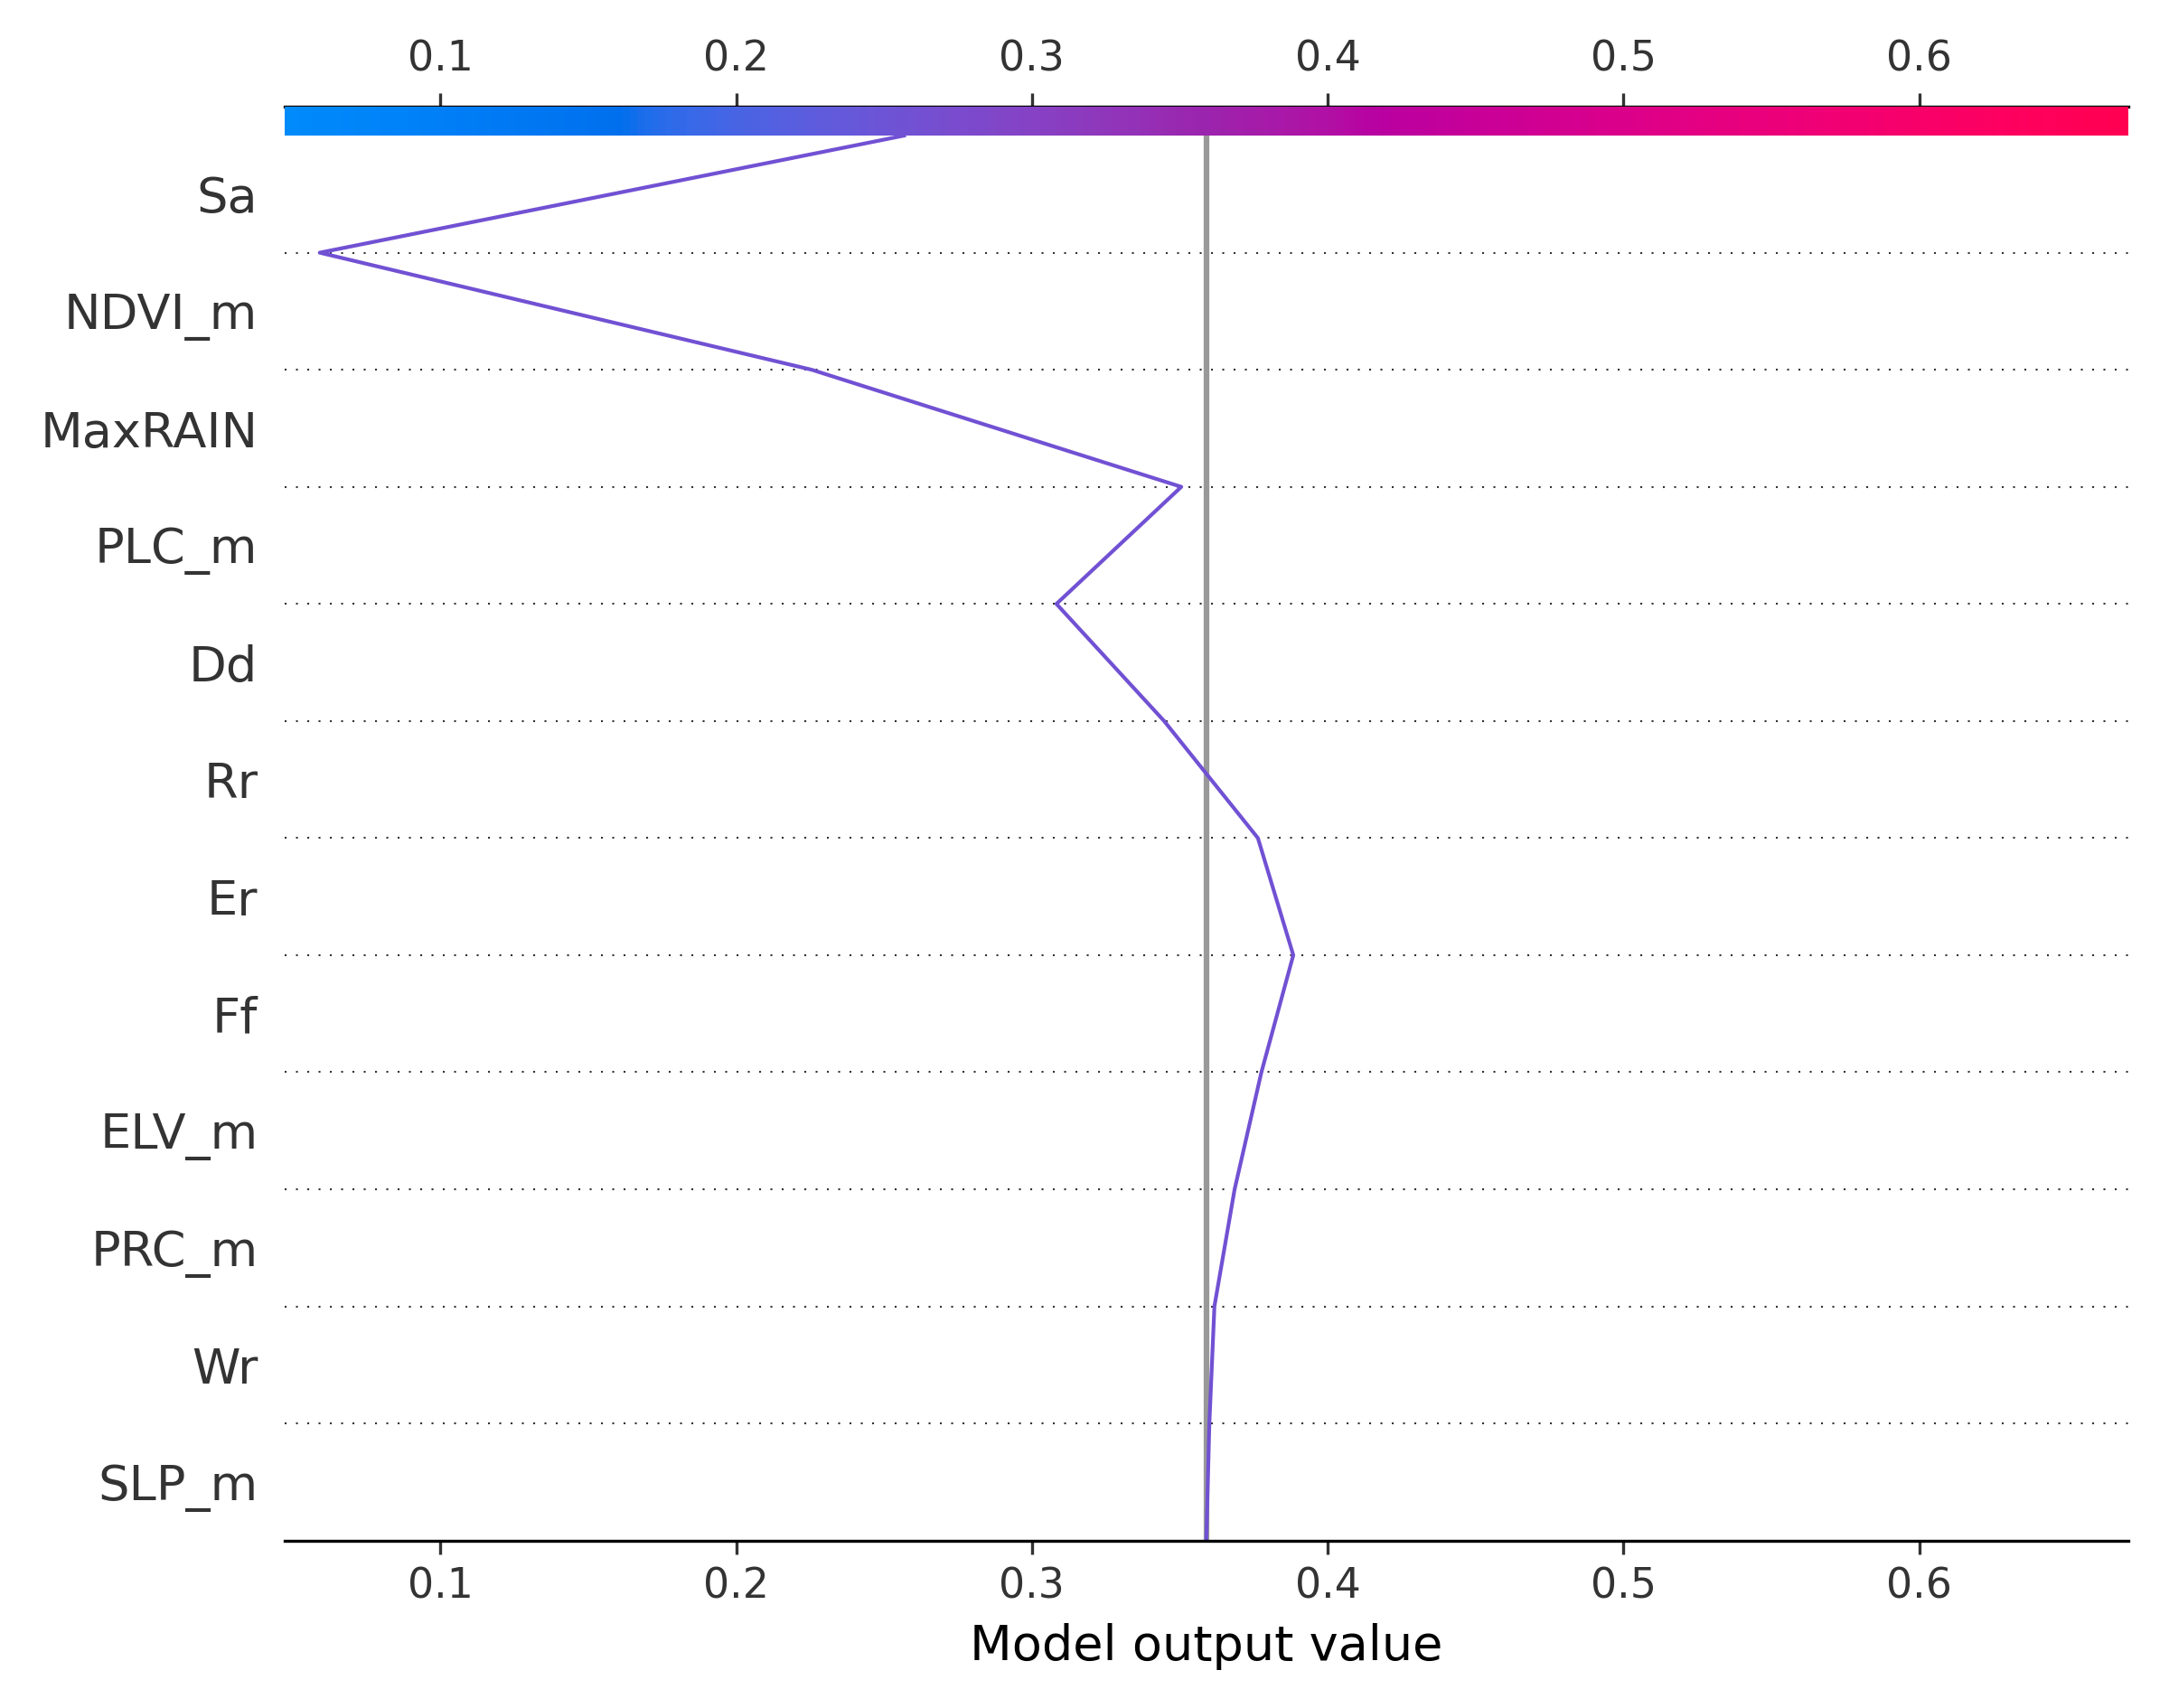 0.1 0.2 0.3 0.4 0.5 0.6
Sa
NDVI_m
MaxRAIN
PLC_m
Dd
Rr
Er
Ff
ELV_m
PRC_m
Wr
SLP_m
0.1 0.2 0.3 0.4 0.5 0.6
Model output value